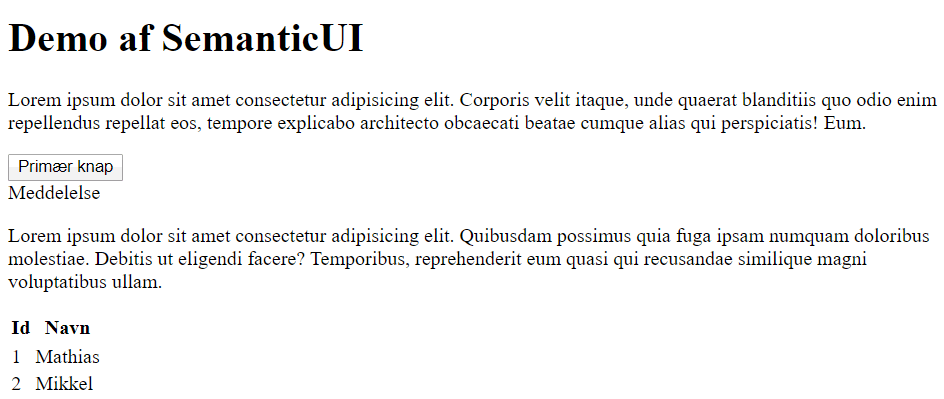 Demo af SemanticUI
Lorem ipsum dolor sit amet consectetur adipisicing elit. Corporis velit itaque, unde quaerat blanditiis quo odio enim
repellendus repellat eos, tempore explicabo architecto obcaecati beatae cumque alias qui perspiciatis! Eum.
Primær knap
Meddelelse
Lorem ipsum dolor sit amet consectetur adipisicing elit. Quibusdam possimus quia fuga ipsam numquam doloribus
molestiae. Debitis ut eligendi facere? Temporibus, reprehenderit eum quasi qui recusandae similique magni
voluptatibus ullam.
Id Navn
1 Mathias
2 Mikkel